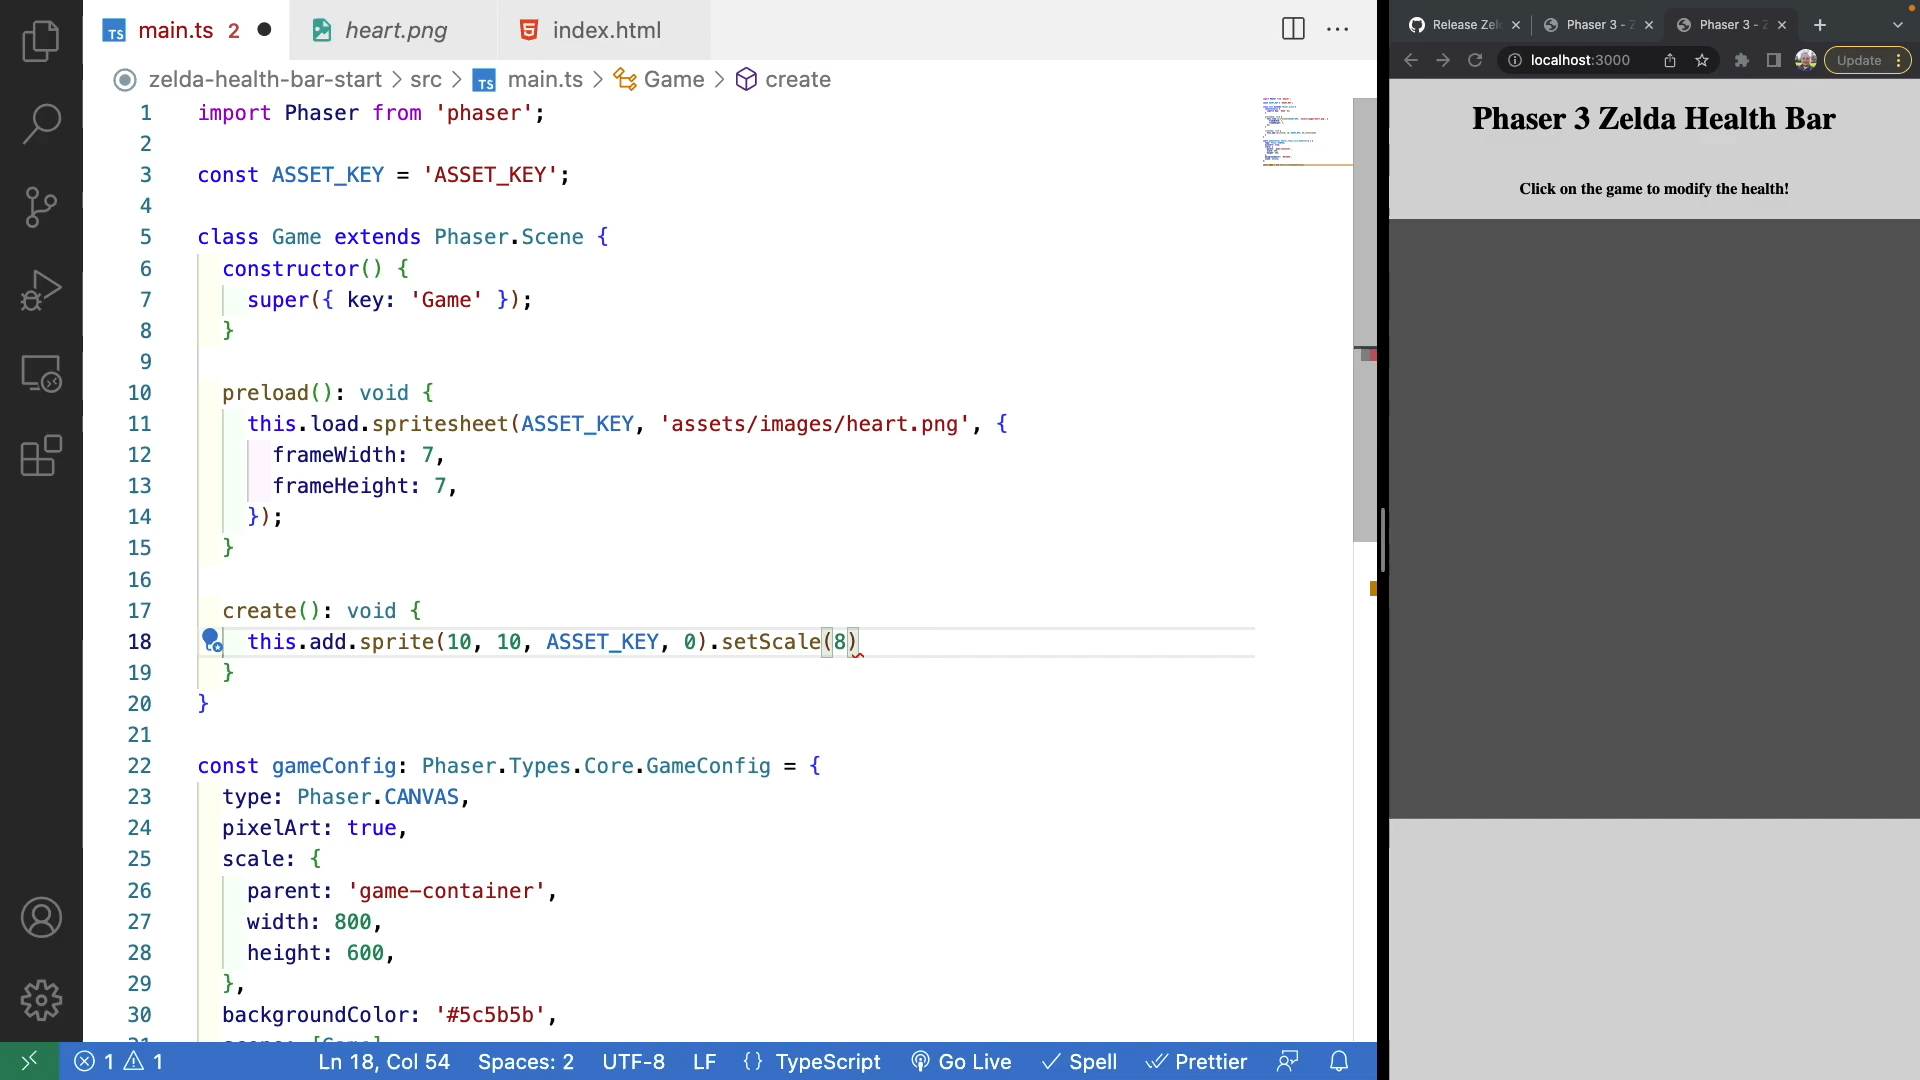 main.ts 2
heart.png
index.html
zelda-health-bar-start > src > TS main.ts > Game > create
1 import Phaser from 'phaser';
2
3 const ASSET_KEY = 'ASSET_KEY';
4
5 class Game extends Phaser.Scene {
6 constructor() {
7 super({ key: 'Game' });
8 }
9
10 preload(): void {
11 this.load.spritesheet(ASSET_KEY, 'assets/images/heart.png', {
12 frameWidth: 7,
13 frameHeight: 7,
14 });
15 }
16
17 create(): void {
18 this.add.sprite(10, 10, ASSET_KEY, 0).setScale(8)
19 }
20 }
21
22 const gameConfig: Phaser.Types.Core.GameConfig = {
23 type: Phaser.CANVAS,
24 pixelArt: true,
25 scale: {
26 parent: 'game-container',
27 width: 800,
28 height: 600,
29 },
30 backgroundColor: '#5c5b5b',
1 1 Ln 18, Col 54 Spaces: 2 UTF-8 LF {} TypeScript Go Live Spell Prettier
Release Zel
Phaser 3 - Z
Phaser 3 - Z
localhost:3000
Update
Phaser 3 Zelda Health Bar
Click on the game to modify the health!